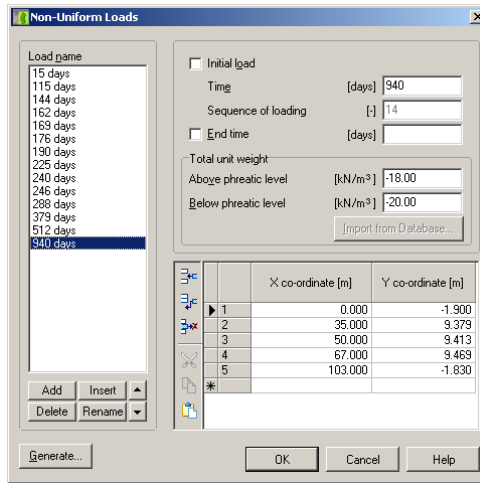 Non-Uniform Loads
Load name
15 days
115 days
144 days
162 days
169 days
176 days
190 days
225 days
240 days
246 days
288 days
379 days
512 days
940 days
Add Insert
Delete Rename
Generate...
Initial load
Time [days] 940
Sequence of loading [-] 14
End time [days]
Total unit weight
Above phreatic level [kN/m³] -18.00
Below phreatic level [kN/m³] -20.00
Import from Database...
X co-ordinate [m] Y co-ordinate [m]
1 0.000 -1.900
2 35.000 9.379
3 50.000 9.413
4 67.000 9.469
5 103.000 -1.830
OK Cancel Help